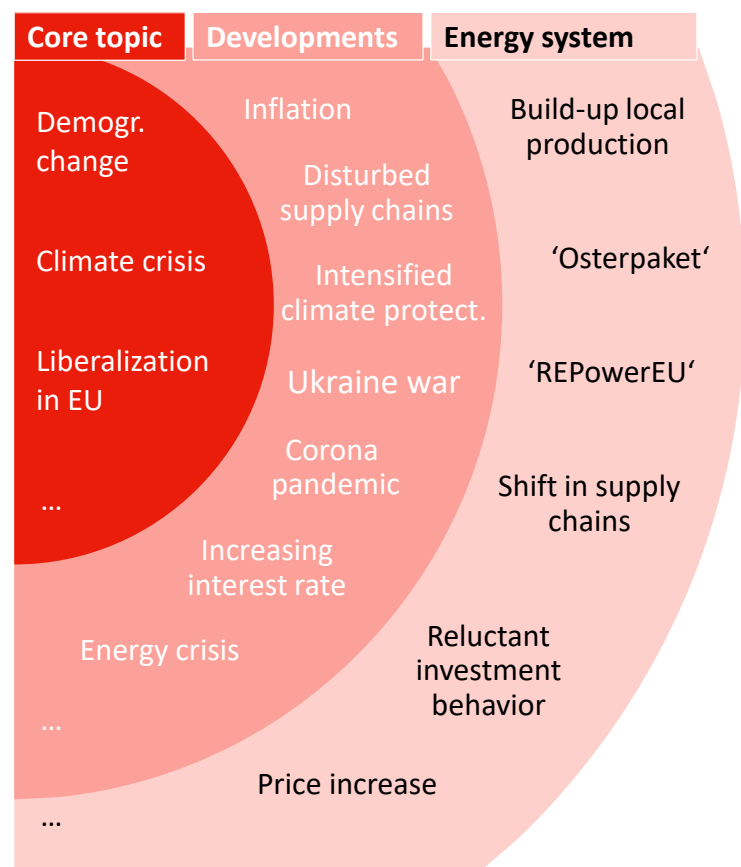 Core topic
Developments
Energy system
Demogr.
change
Climate crisis
Liberalization
in EU
...
Inflation
Disturbed
supply chains
Intensified
climate protect.
Ukraine war
Corona
pandemic
Increasing
interest rate
Energy crisis
...
Build-up local
production
‘Osterpaket‘
‘REPowerEU‘
Shift in supply
chains
Reluctant
investment
behavior
Price increase
...